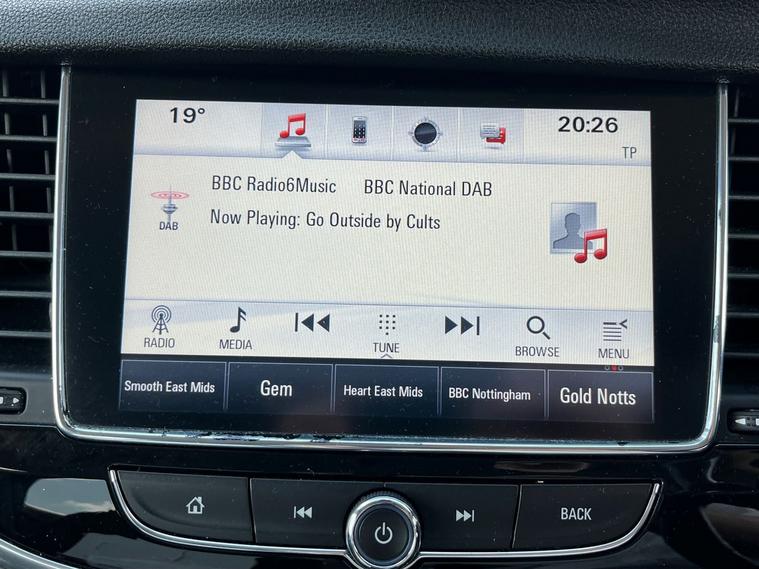 19°
20:26
TP
BBC Radio6Music BBC National DAB
Now Playing: Go Outside by Cults
DAB
RADIO
MEDIA
TUNE
BROWSE
MENU
Smooth East Mids
Gem
Heart East Mids
BBC Nottingham
Gold Notts
BACK